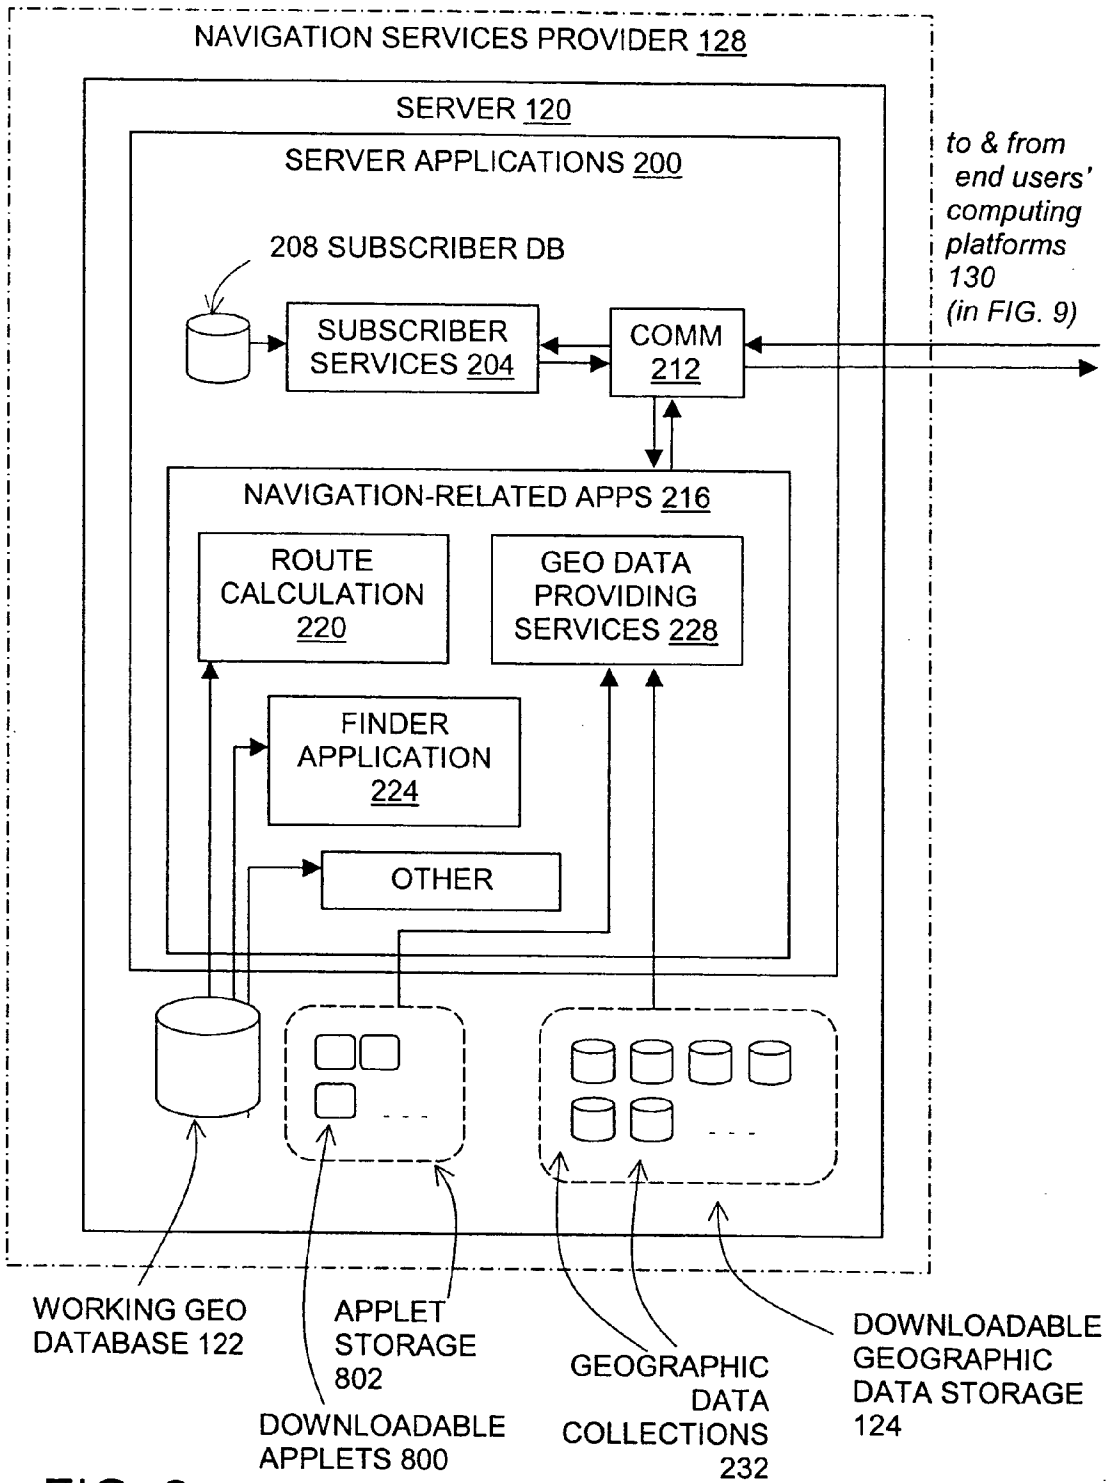 NAVIGATION SERVICES PROVIDER 128
SERVER 120
SERVER APPLICATIONS 200
to & from
end users'
computing
platforms
130
(in FIG. 9)
208 SUBSCRIBER DB
SUBSCRIBER
SERVICES 204
COMM
212
NAVIGATION-RELATED APPS 216
ROUTE
CALCULATION
220
GEO DATA
PROVIDING
SERVICES 228
FINDER
APPLICATION
224
OTHER
WORKING GEO
DATABASE 122
APPLET
STORAGE
802
DOWNLOADABLE
APPLETS 800
GEOGRAPHIC
DATA
COLLECTIONS
232
DOWNLOADABLE
GEOGRAPHIC
DATA STORAGE
124